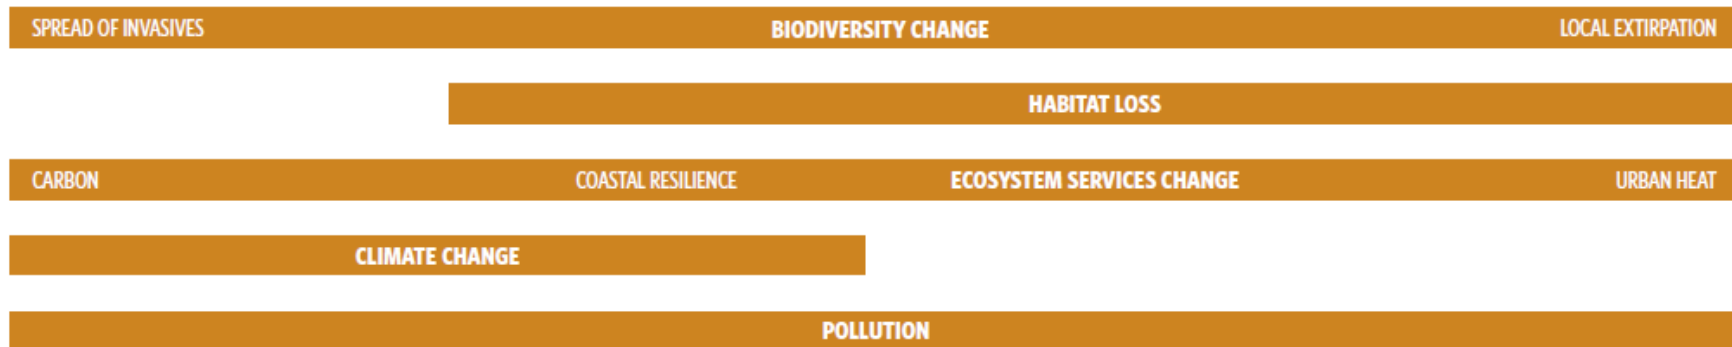 SPREAD OF INVASIVES BIODIVERSITY CHANGE LOCAL EXTIRPATION
HABITAT LOSS
CARBON COASTAL RESILIENCE ECOSYSTEM SERVICES CHANGE URBAN HEAT
CLIMATE CHANGE
POLLUTION